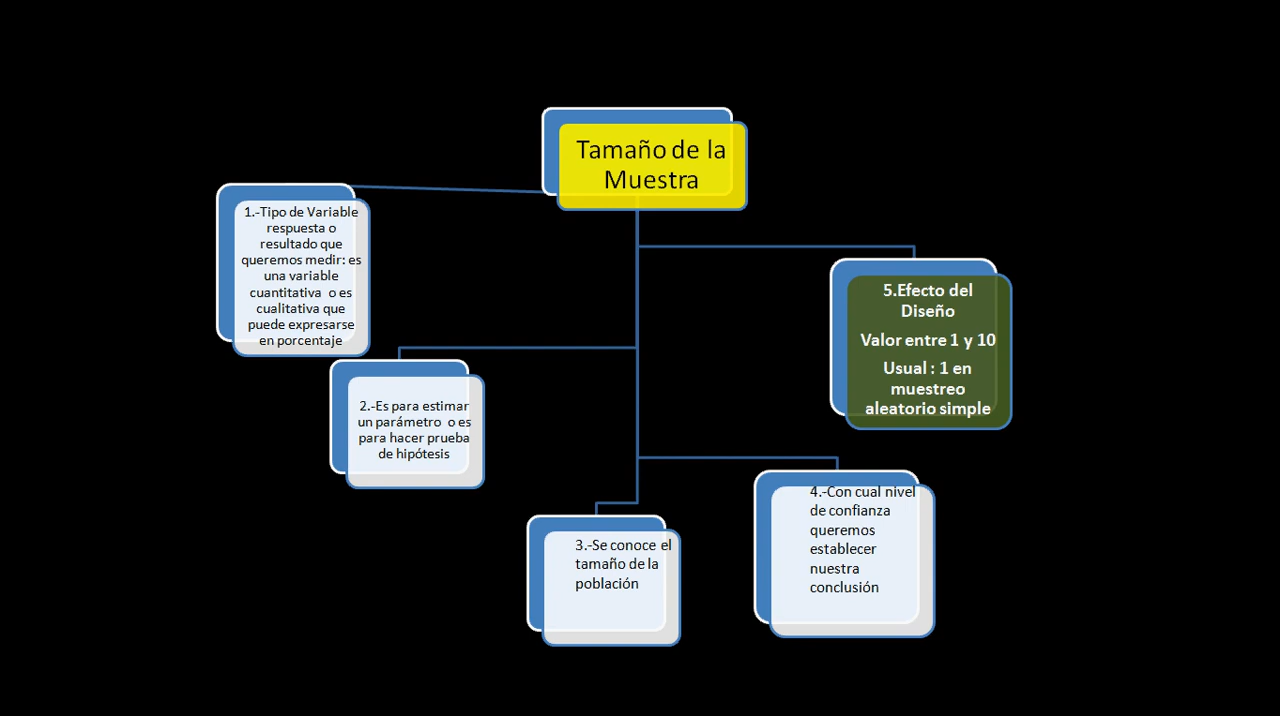 Tamaño de la
Muestra
1.-Tipo de Variable
respuesta o
resultado que
queremos medir: es
una variable
cuantitativa o es
cualitativa que
puede expresarse
en porcentaje
2.-Es para estimar
un parámetro o es
para hacer prueba
de hipótesis
3.-Se conoce el
tamaño de la
población
4.-Con cual nivel
de confianza
queremos
establecer
nuestra
conclusión
5.Efecto del
Diseño
Valor entre 1 y 10
Usual : 1 en
muestreo
aleatorio simple